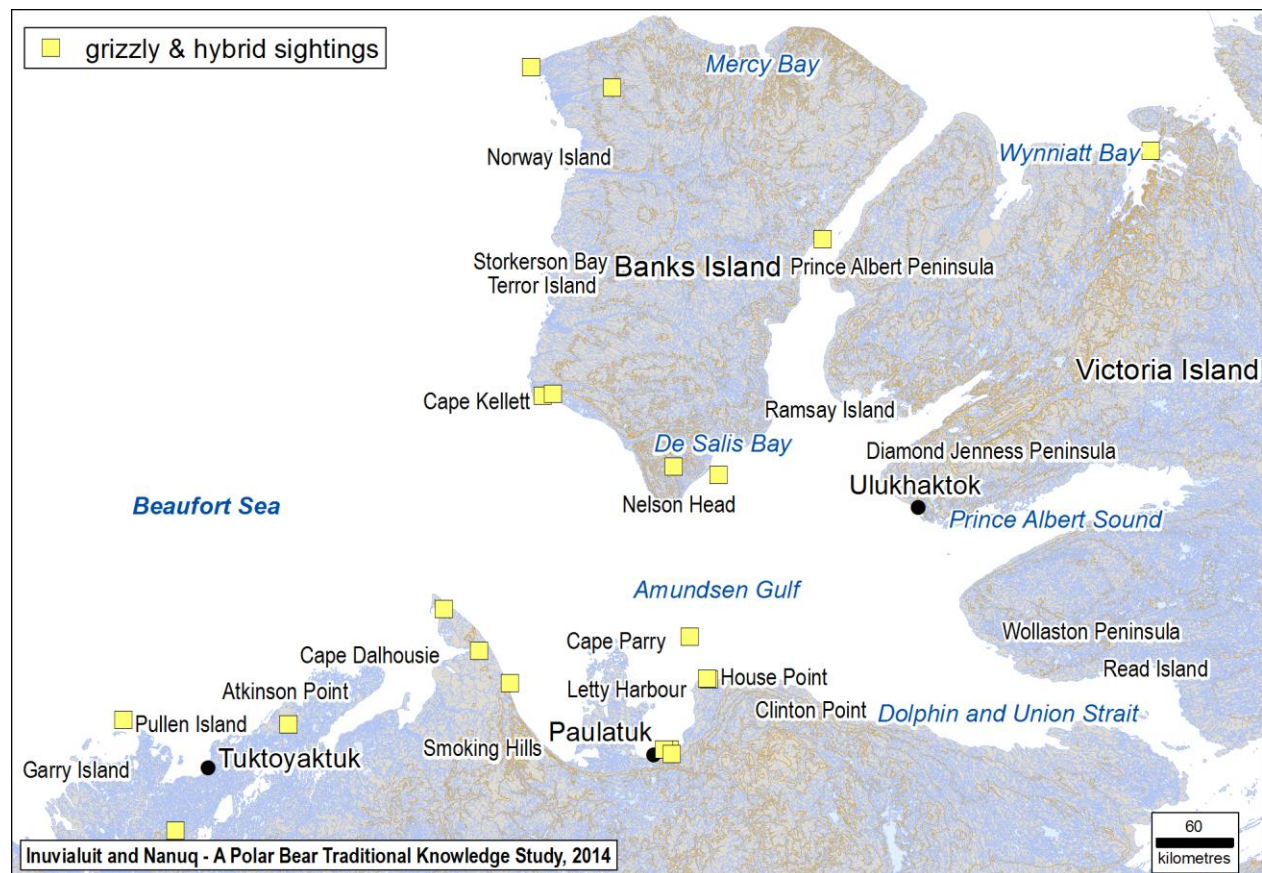 grizzly & hybrid sightings
Mercy Bay
Norway Island
Wynniatt Bay
Storkerson Bay
Terror Island
Banks Island
Prince Albert Peninsula
Victoria Island
Cape Kellett
Ramsay Island
De Salis Bay
Diamond Jenness Peninsula
Nelson Head
Ulukhaktok
Beaufort Sea
Prince Albert Sound
Amundsen Gulf
Cape Parry
Wollaston Peninsula
Cape Dalhousie
Read Island
Atkinson Point
Letty Harbour
House Point
Clinton Point
Dolphin and Union Strait
Pullen Island
Paulatuk
Smoking Hills
Garry Island
Tuktoyaktuk
60
kilometres
Inuvialuit and Nanuq - A Polar Bear Traditional Knowledge Study, 2014